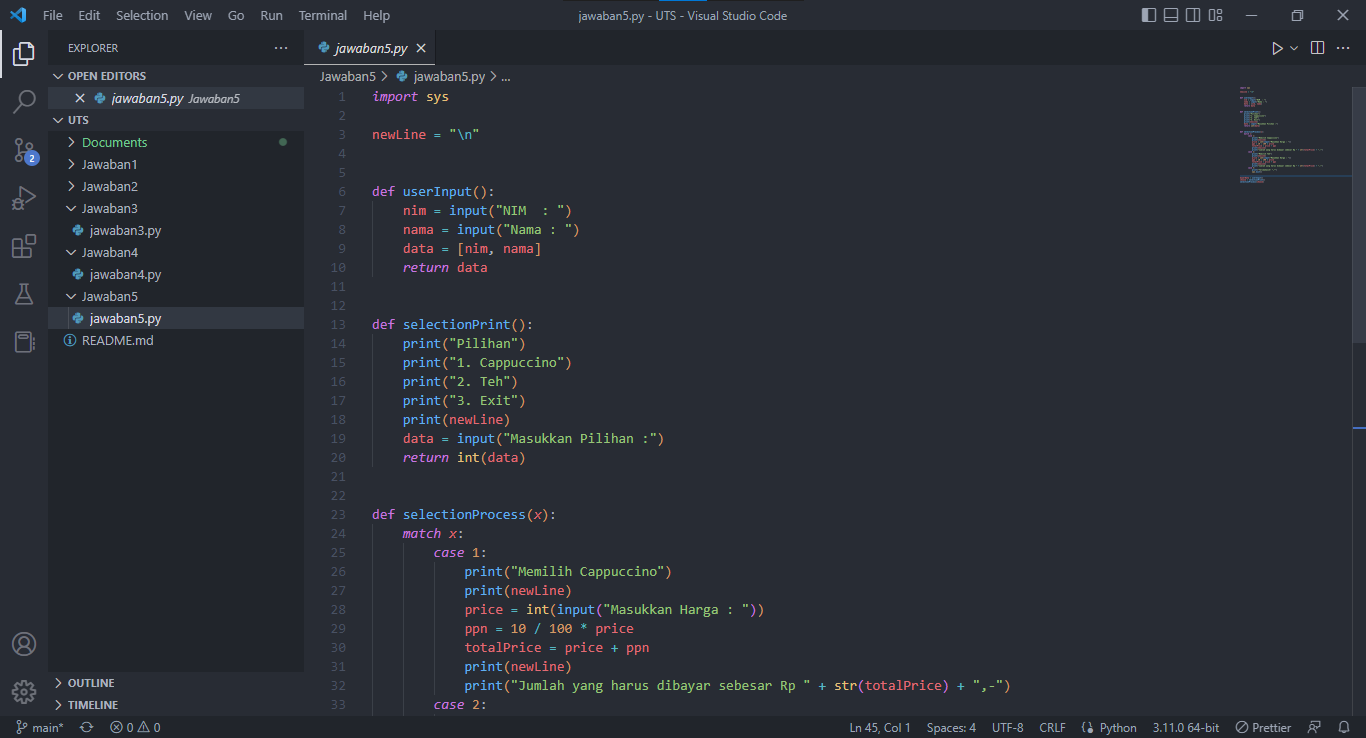 File Edit Selection View Go Run Terminal Help jawaban5.py - UTS - Visual Studio Code
EXPLORER
OPEN EDITORS
jawaban5.py Jawaban5
UTS
Documents
Jawaban1
Jawaban2
Jawaban3
jawaban3.py
Jawaban4
jawaban4.py
Jawaban5
jawaban5.py
README.md
OUTLINE
TIMELINE
2
jawaban5.py
Jawaban5 > jawaban5.py > ...
1 import sys
2
3 newLine = "\n"
4
5
6 def userInput():
7     nim = input("NIM  : ")
8     nama = input("Nama : ")
9     data = [nim, nama]
10     return data
11
12
13 def selectionPrint():
14     print("Pilihan")
15     print("1. Cappuccino")
16     print("2. Teh")
17     print("3. Exit")
18     print(newLine)
19     data = input("Masukkan Pilihan :")
20     return int(data)
21
22
23 def selectionProcess(x):
24     match x:
25         case 1:
26             print("Memilih Cappuccino")
27             print(newLine)
28             price = int(input("Masukkan Harga : "))
29             ppn = 10 / 100 * price
30             totalPrice = price + ppn
31             print(newLine)
32             print("Jumlah yang harus dibayar sebesar Rp " + str(totalPrice) + ",-")
33         case 2:
main* 0 0 Ln 45, Col 1 Spaces: 4 UTF-8 CRLF Python 3.11.0 64-bit Prettier